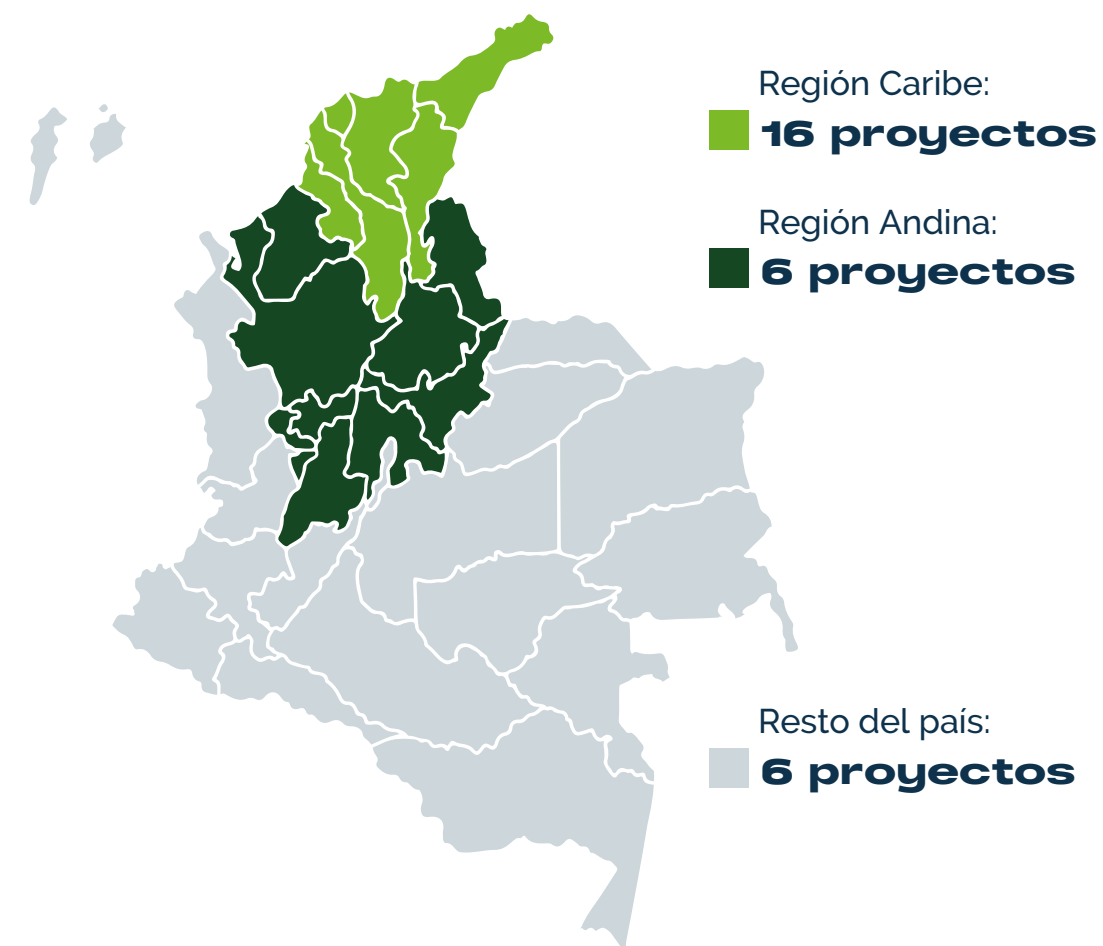 Región Caribe:
16 proyectos
Región Andina:
6 proyectos
Resto del país:
6 proyectos